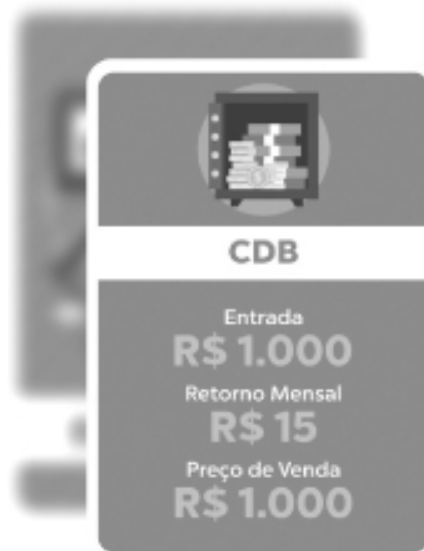 CDB
Entrada
R$ 1.000
Retorno Mensal
R$ 15
Preço de Venda
R$ 1.000